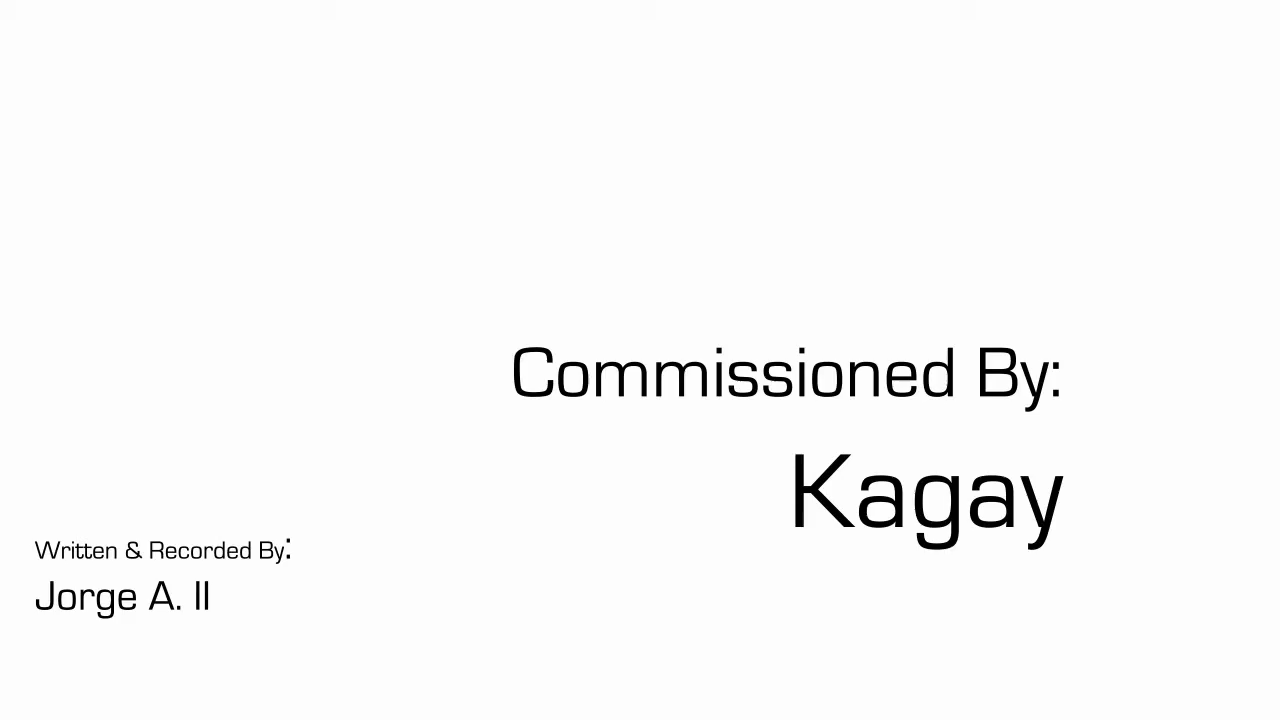 Commissioned By:
Kagay
Written & Recorded By:
Jorge A. II